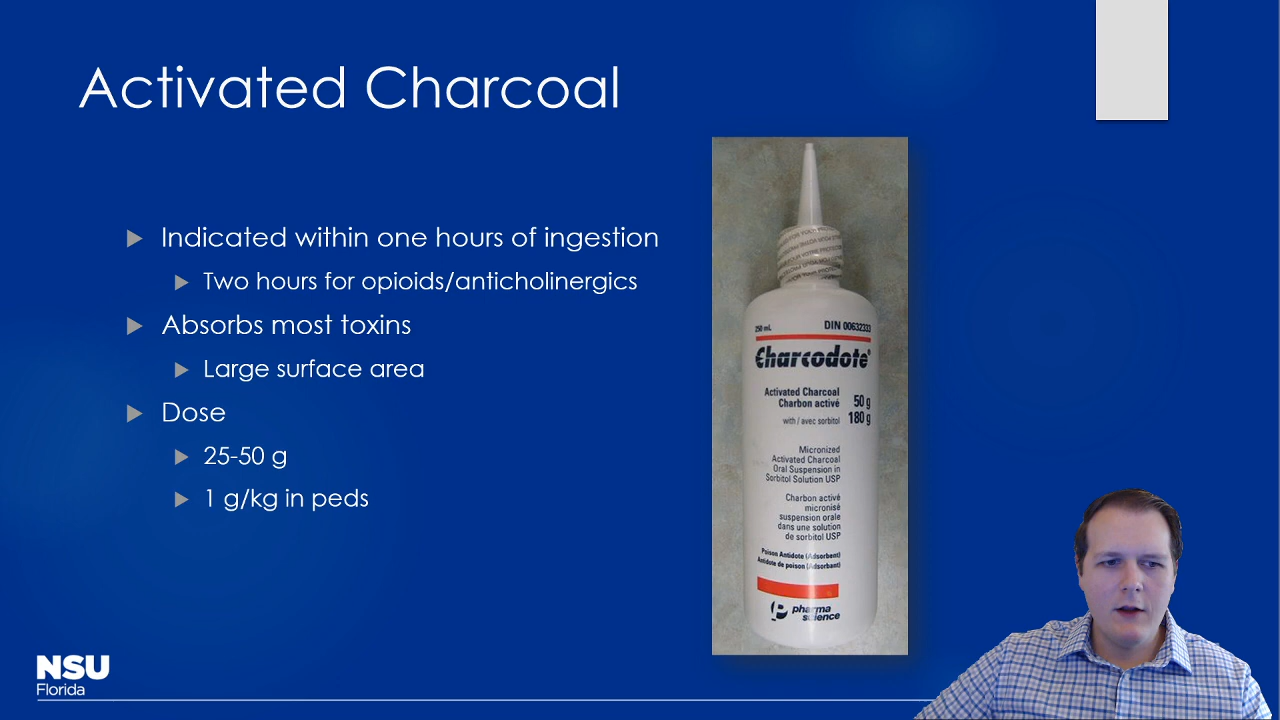 Activated Charcoal
Indicated within one hours of ingestion
Two hours for opioids/anticholinergics
Absorbs most toxins
Large surface area
Dose
25-50 g
1 g/kg in peds
250 mL DIN 00632333
Charcodote®
Activated Charcoal
Charbon activé 50 g
with / avec sorbitol 180 g
Micronized
Activated Charcoal
Oral Suspension in
Sorbitol Solution USP
Charbon activé
micronisé
suspension orale
dans une solution
de sorbitol USP
Poison Antidote (Adsorbant)
Antidote de poison (Adsorbant)
pharma
science
NSU
Florida